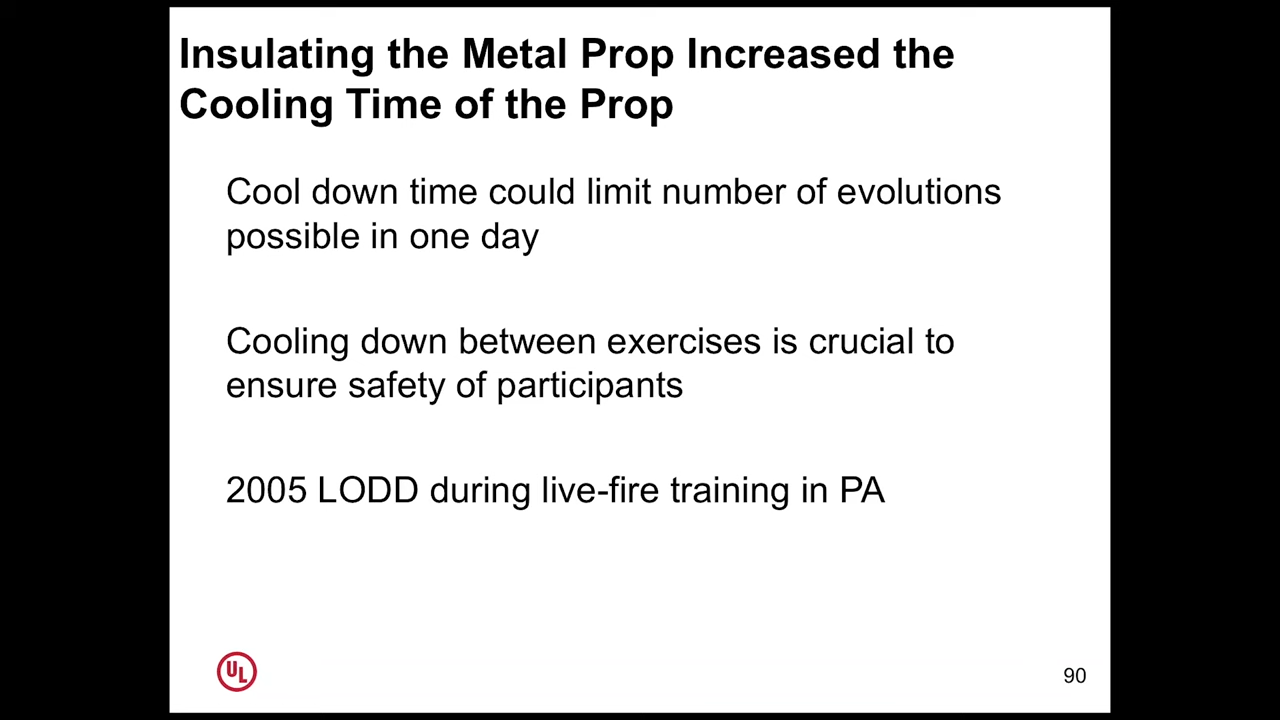 Insulating the Metal Prop Increased the
Cooling Time of the Prop
Cool down time could limit number of evolutions
possible in one day
Cooling down between exercises is crucial to
ensure safety of participants
2005 LODD during live-fire training in PA
UL
90